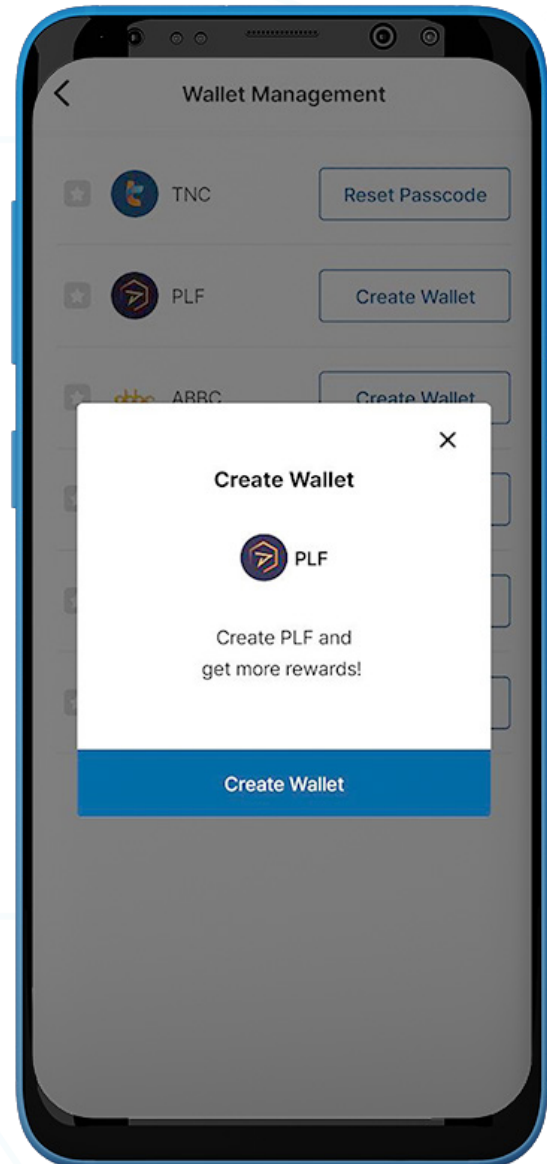 Wallet Management
TNC
Reset Passcode
PLF
Create Wallet
ABBC
Create Wallet
Create Wallet
PLF
Create PLF and
get more rewards!
Create Wallet